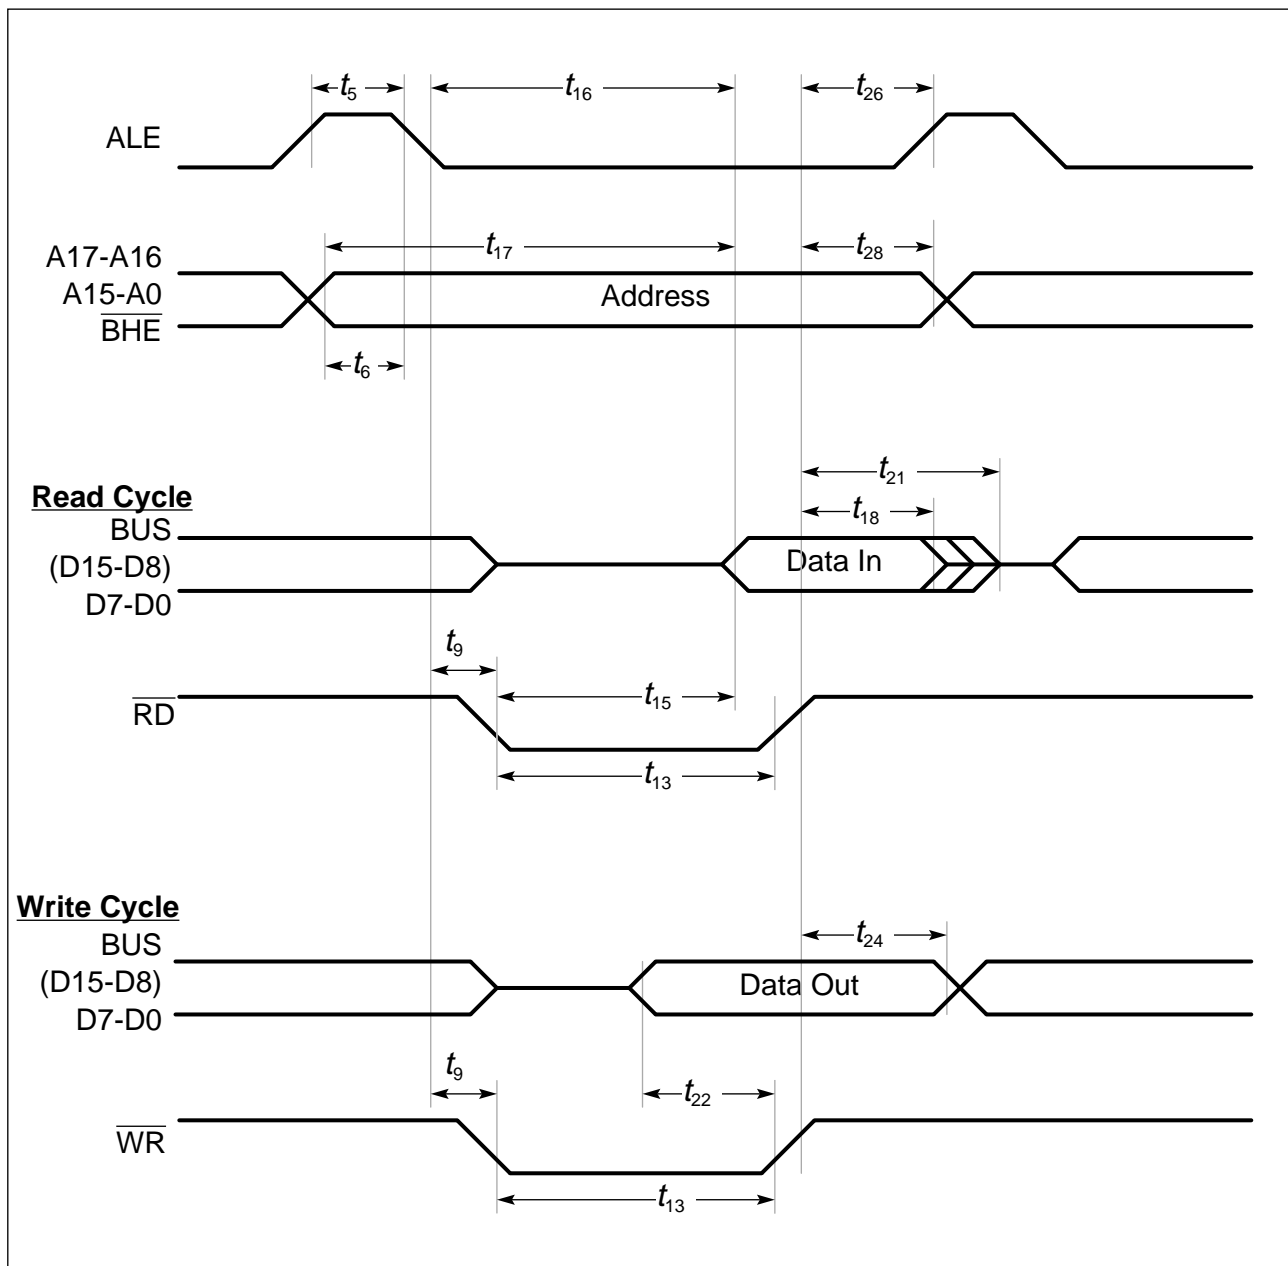 t5
t16
t26
ALE
t17
t28
A17-A16
A15-A0
Address
BHE
t6
t21
Read Cycle
t18
BUS
(D15-D8)
Data In
D7-D0
t9
t15
RD
t13
Write Cycle
BUS
t24
(D15-D8)
Data Out
D7-D0
t9
t22
WR
t13